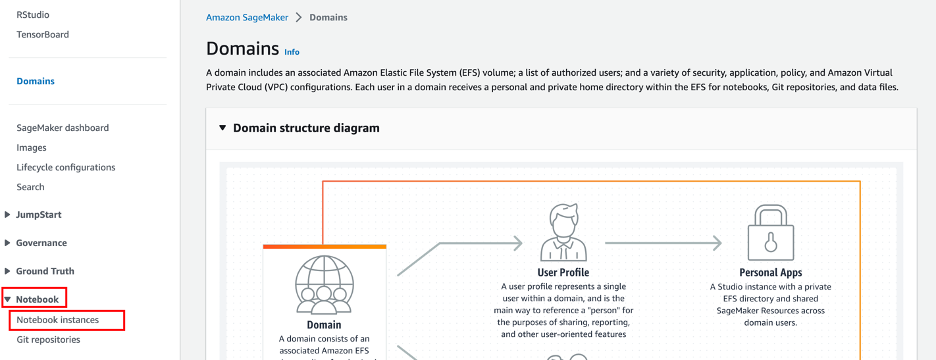 RStudio
TensorBoard
Domains
SageMaker dashboard
Images
Lifecycle configurations
Search
JumpStart
Governance
Ground Truth
Notebook
Notebook instances
Git repositories
Amazon SageMaker > Domains
Domains Info
A domain includes an associated Amazon Elastic File System (EFS) volume; a list of authorized users; and a variety of security, application, policy, and Amazon Virtual
Private Cloud (VPC) configurations. Each user in a domain receives a personal and private home directory within the EFS for notebooks, Git repositories, and data files.
Domain structure diagram
Domain
A domain consists of an
associated Amazon EFS
User Profile
A user profile represents a single
user within a domain, and is the
main way to reference a "person" for
the purposes of sharing, reporting,
and other user-oriented features
Personal Apps
A Studio instance with a private
EFS directory and shared
SageMaker Resources across
domain users.